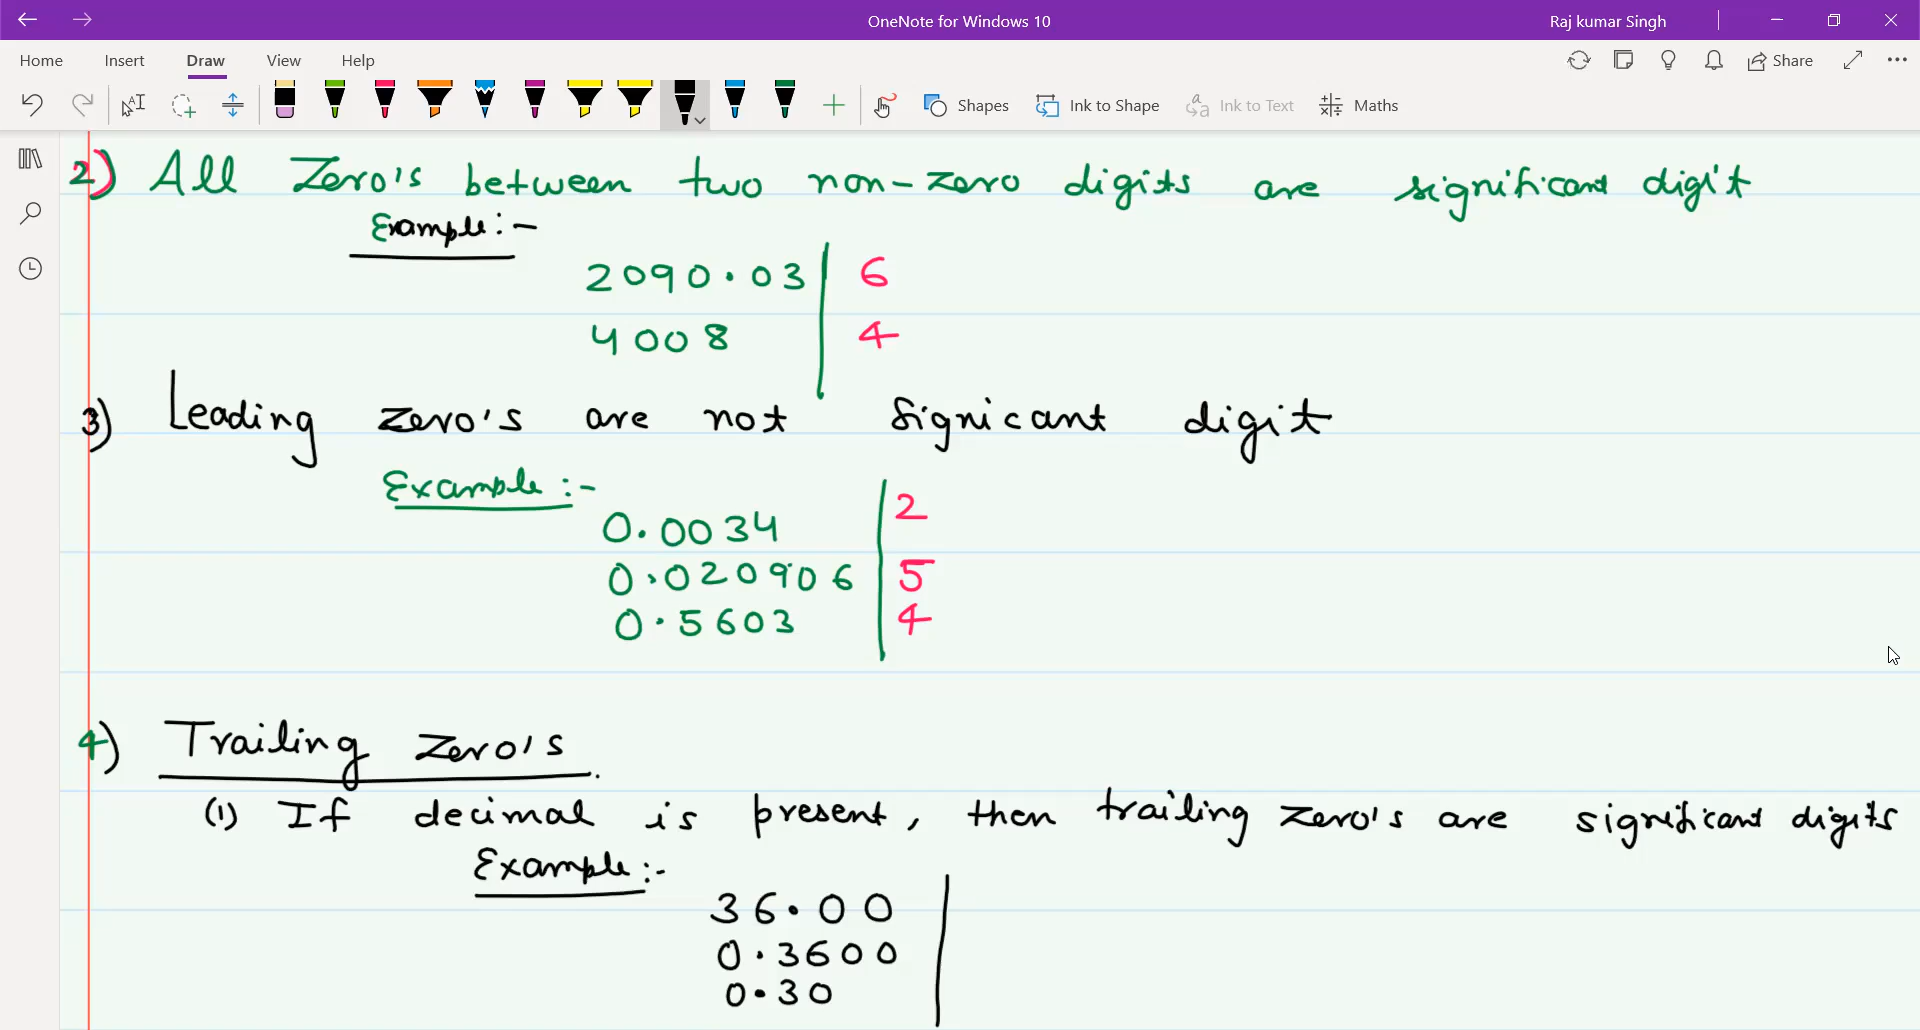 OneNote for Windows 10
Raj kumar Singh
Home Insert Draw View Help
Share
Shapes Ink to Shape Ink to Text Maths
2) All Zero's between two non-zero digits are significant digit
Example:-
2090.03 | 6
4008 | 4
3) Leading zero's are not Signicant digit
Example:-
0.0034 | 2
0.020906 | 5
0.5603 | 4
4) Trailing Zero's.
(1) If decimal is present, then trailing zero's are significant digits
Example:-
36.00
0.3600
0.30